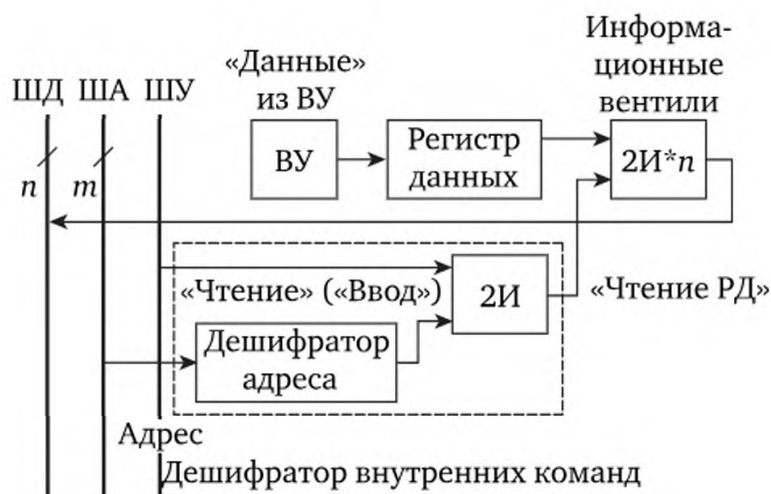 Информа-
ционные
вентили
«Данные»
из ВУ
ШД ША ШУ
ВУ
Регистр
данных
2И*n
n
m
«Чтение» («Ввод»)
2И
«Чтение РД»
Дешифратор
адреса
Адрес
Дешифратор внутренних команд